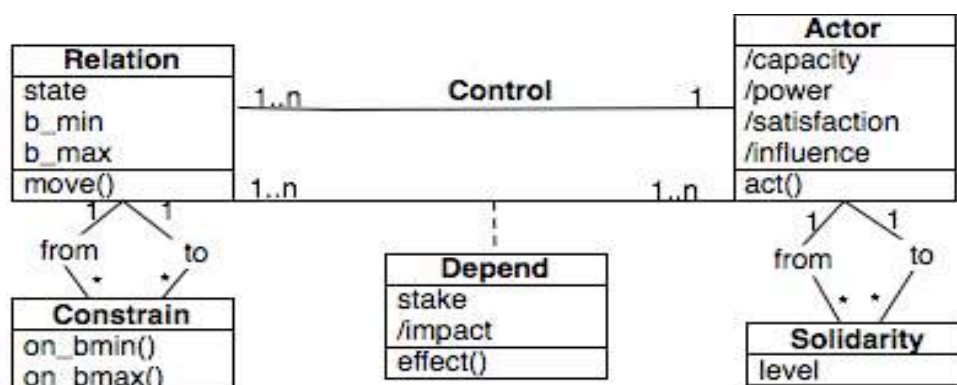 Relation
state
b_min
b_max
move()
1..n
Control
1
Actor
/capacity
/power
/satisfaction
/influence
act()
1..n
1..n
1
1
from
to
*
*
Constrain
on_bmin()
on_bmax()
Depend
stake
/impact
effect()
1
1
from
to
*
*
Solidarity
level